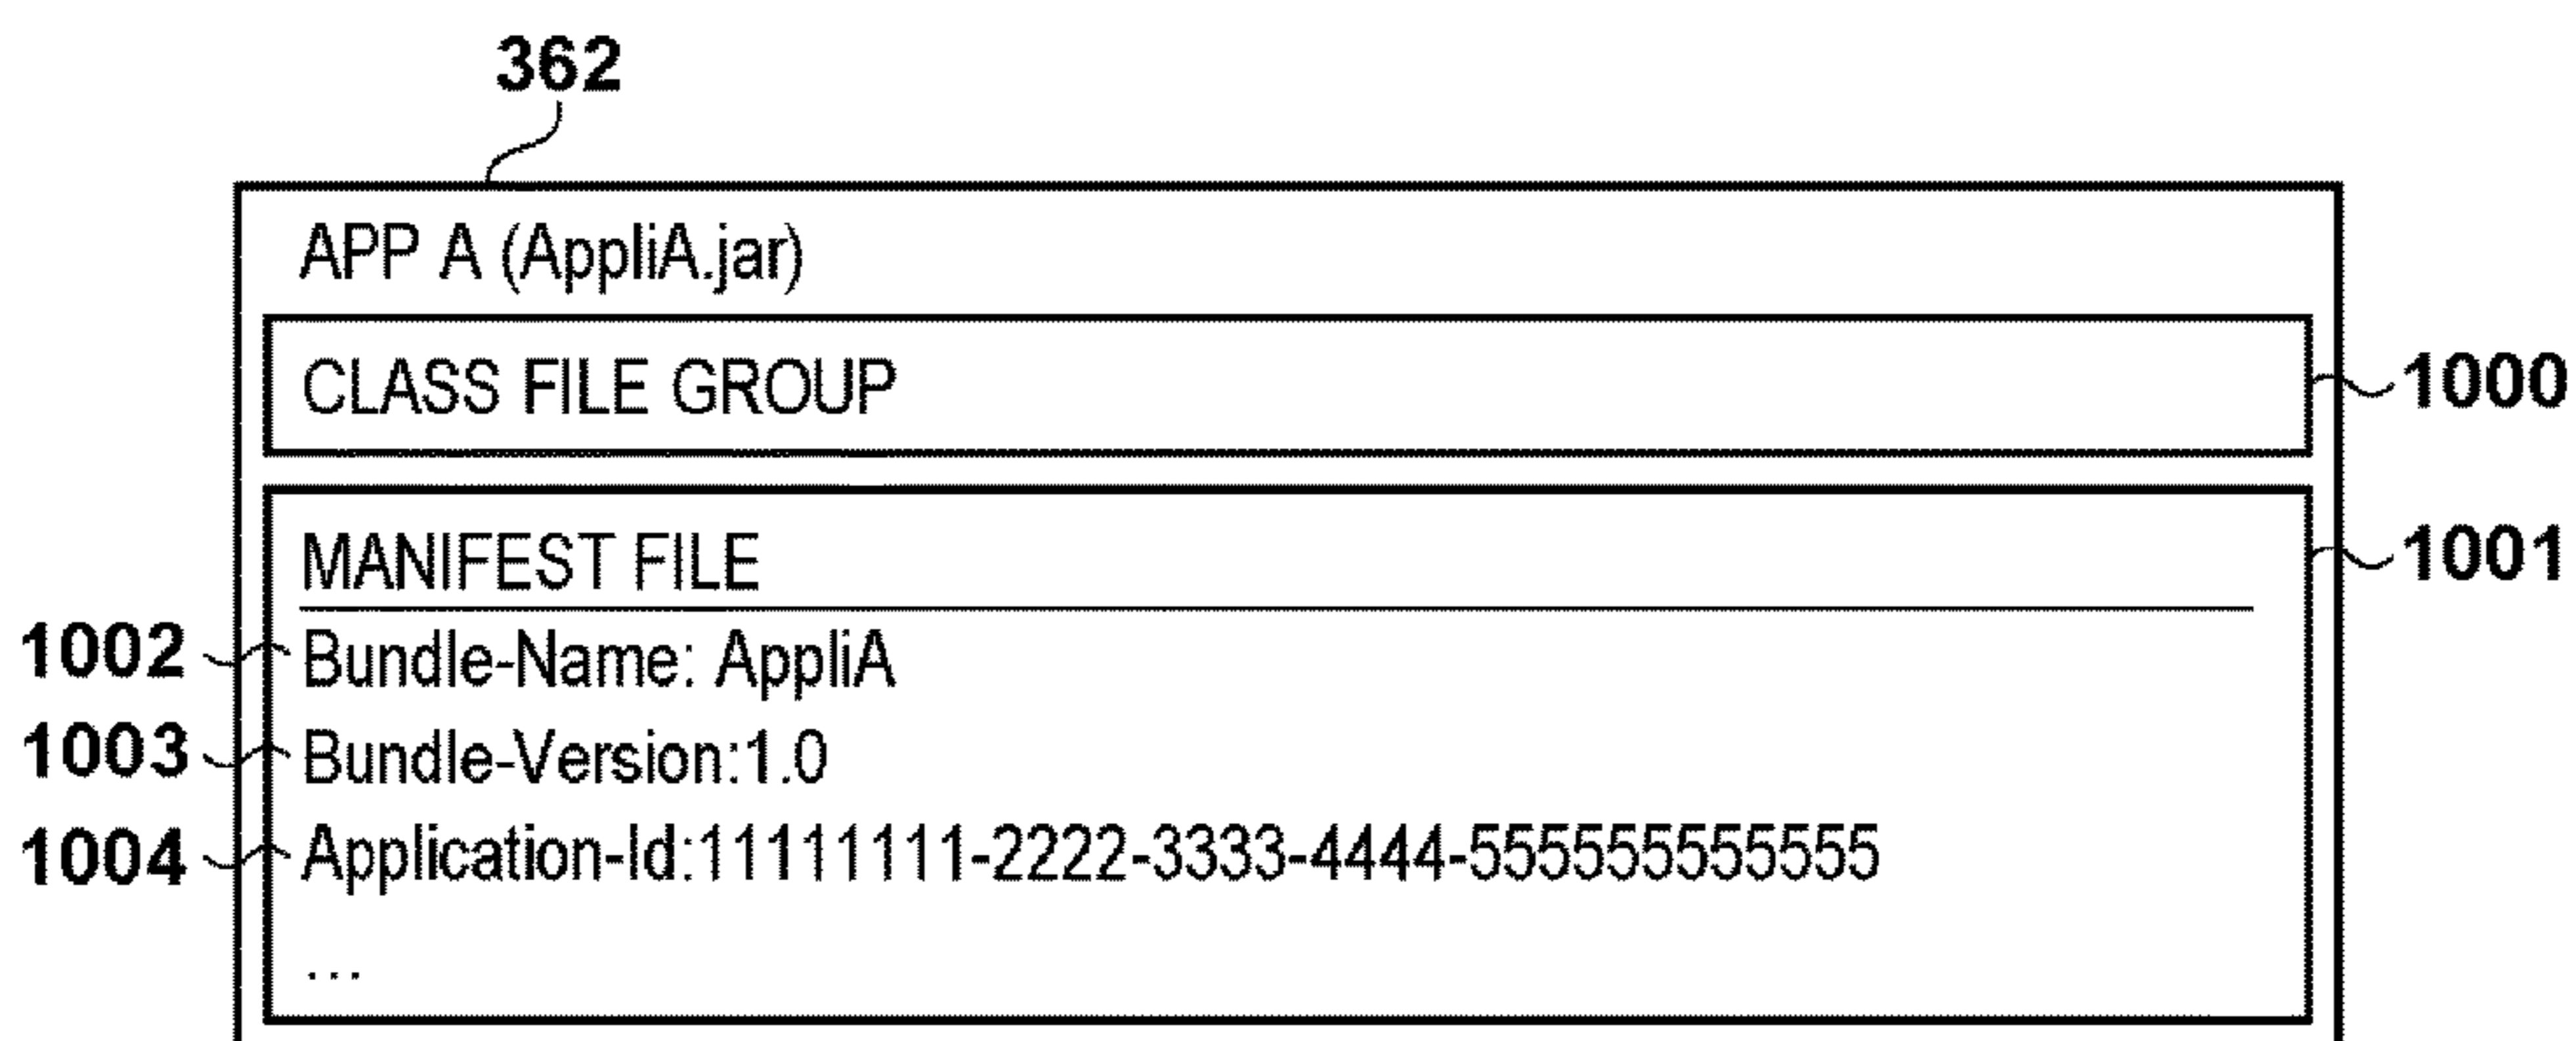 362
APP A (AppliA.jar)
CLASS FILE GROUP
1000
MANIFEST FILE
1001
1002 Bundle-Name: AppliA
1003 Bundle-Version:1.0
1004 Application-Id:11111111-2222-3333-4444-555555555555
...